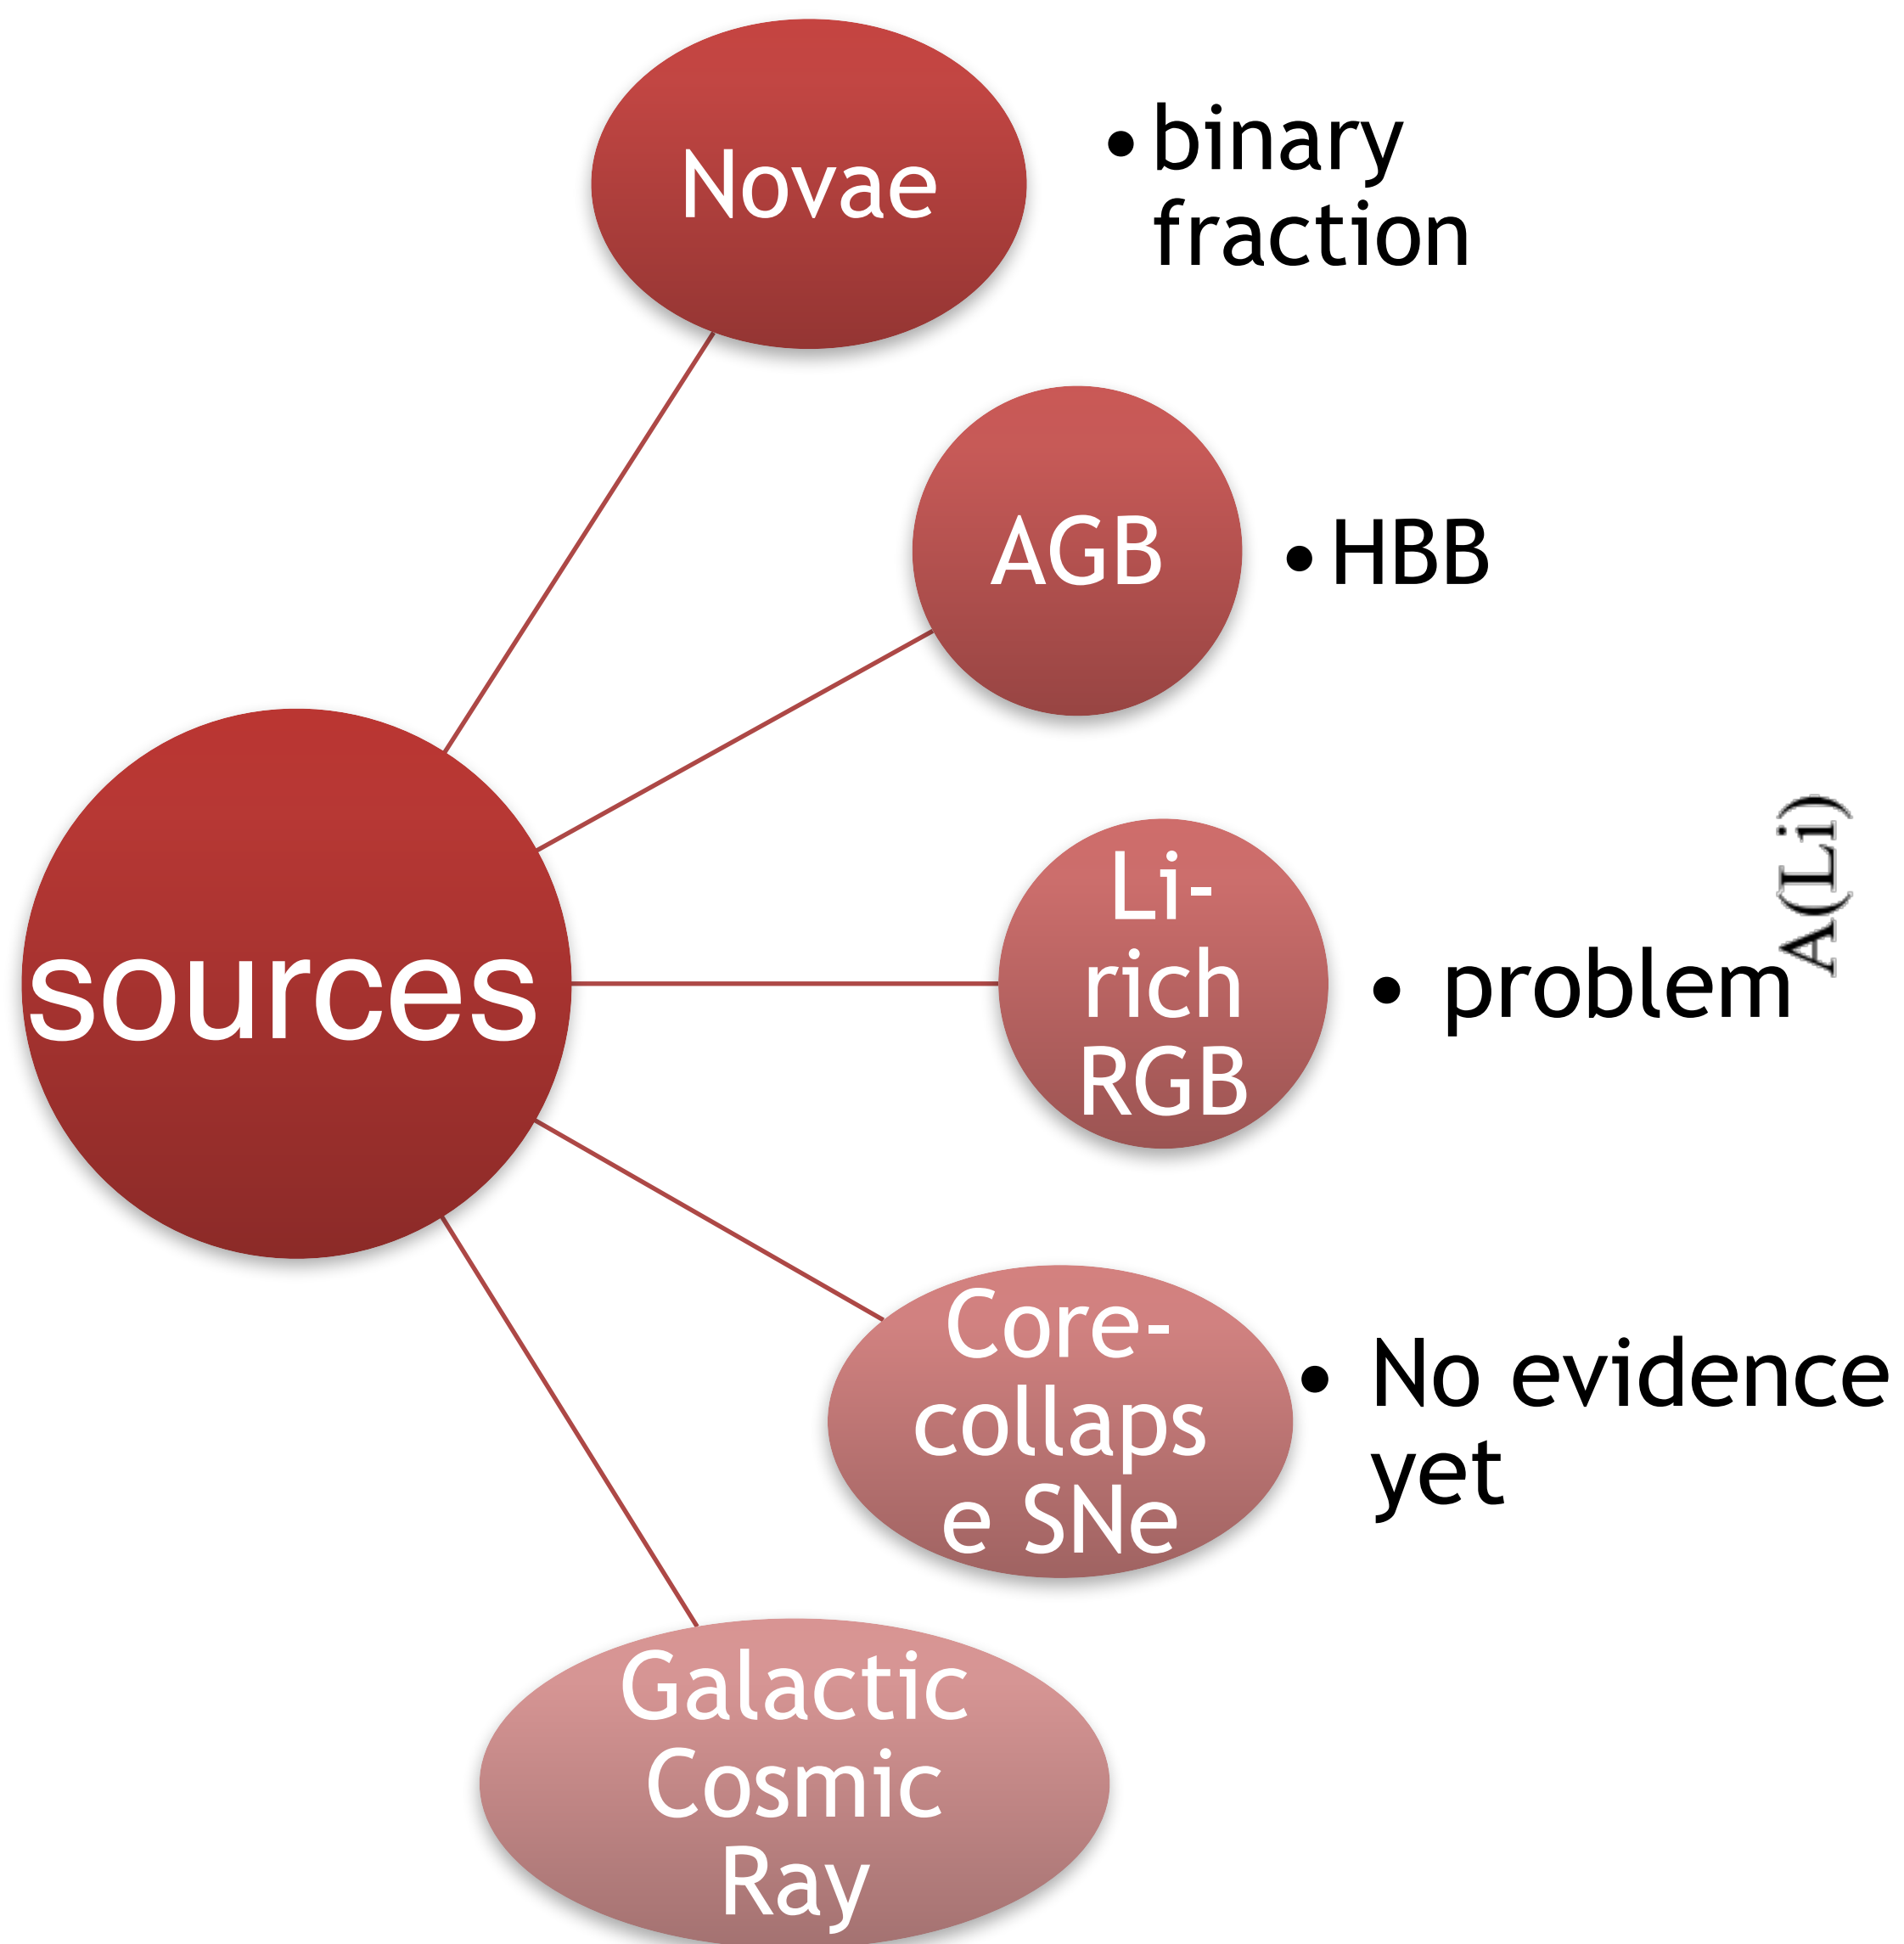 Novae
• binary
fraction
AGB
• HBB
sources
Li-
rich
RGB
• problem
A(Li)
Core-
collaps
e SNe
• No evidence
yet
Galactic
Cosmic
Ray